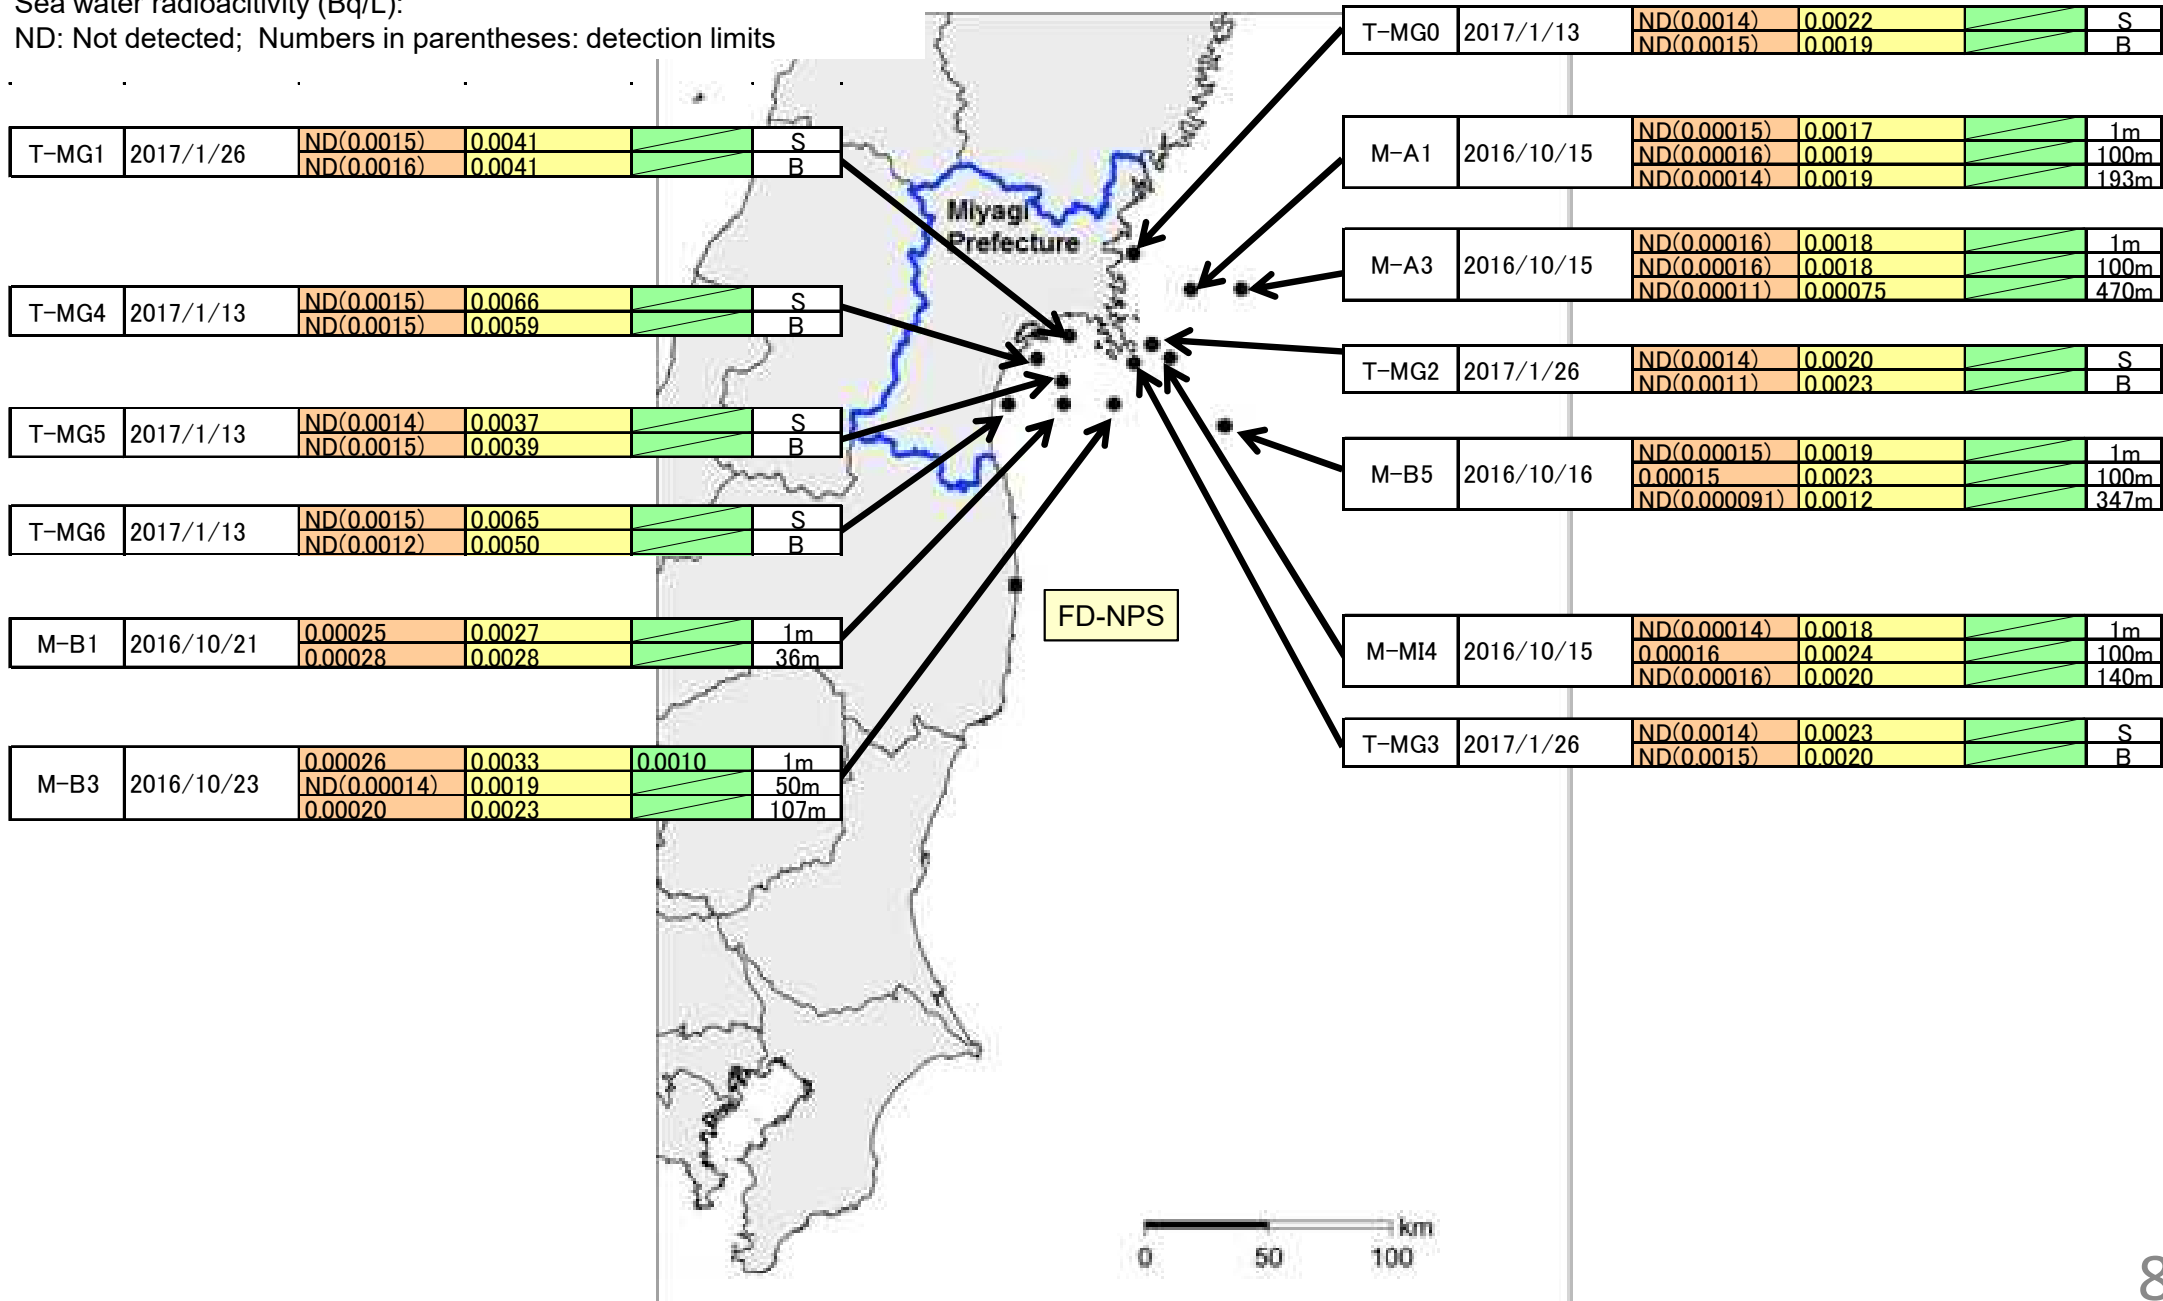 Sea water radioacitivity (Bq/L):
ND: Not detected; Numbers in parentheses: detection limits
T-MG1 2017/1/26 ND(0.0015) 0.0041 S
ND(0.0016) 0.0041 B
T-MG4 2017/1/13 ND(0.0015) 0.0066 S
ND(0.0015) 0.0059 B
T-MG5 2017/1/13 ND(0.0014) 0.0037 S
ND(0.0015) 0.0039 B
T-MG6 2017/1/13 ND(0.0015) 0.0065 S
ND(0.0012) 0.0050 B
M-B1 2016/10/21 0.00025 0.0027 1m
0.00028 0.0028 36m
M-B3 2016/10/23 0.00026 0.0033 0.0010 1m
ND(0.00014) 0.0019 50m
0.00020 0.0023 107m
Miyagi
Prefecture
FD-NPS
T-MG0 2017/1/13 ND(0.0014) 0.0022 S
ND(0.0015) 0.0019 B
M-A1 2016/10/15 ND(0.00015) 0.0017 1m
ND(0.00016) 0.0019 100m
ND(0.00014) 0.0019 193m
M-A3 2016/10/15 ND(0.00016) 0.0018 1m
ND(0.00016) 0.0018 100m
ND(0.00011) 0.00075 470m
T-MG2 2017/1/26 ND(0.0014) 0.0020 S
ND(0.0011) 0.0023 B
M-B5 2016/10/16 ND(0.00015) 0.0019 1m
0.00015 0.0023 100m
ND(0.000091) 0.0012 347m
M-MI4 2016/10/15 ND(0.00014) 0.0018 1m
0.00016 0.0024 100m
ND(0.00016) 0.0020 140m
T-MG3 2017/1/26 ND(0.0014) 0.0023 S
ND(0.0015) 0.0020 B
km
0 50 100
8